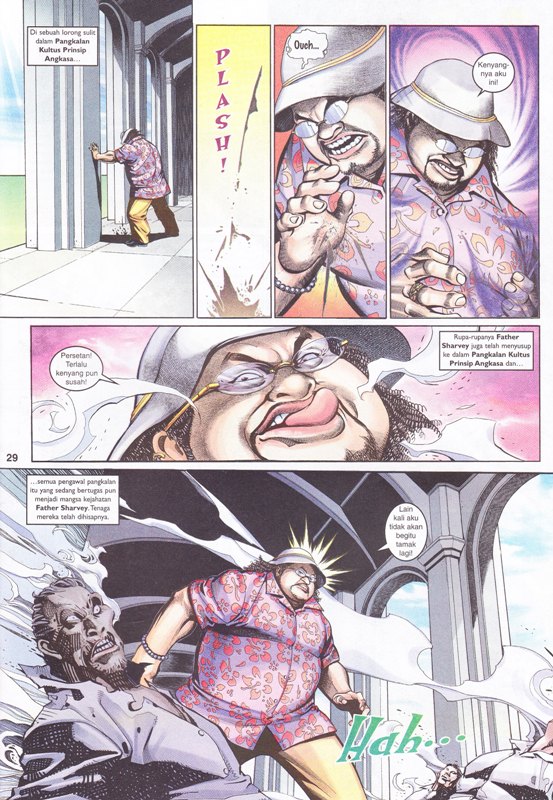 Di sebuah lorong sulit
dalam Pangkalan
Kultus Prinsip
Angkasa...
PLASH!
Ouch...
Kenyang-
nya aku
ini!
Persetan!
Terlalu
kenyang pun
susah!
Rupa-rupanya Father
Sharvey juga telah menyusup
ke dalam Pangkalan Kultus
Prinsip Angkasa dan...
29
...semua pengawal pangkalan
itu yang sedang bertugas pun
menjadi mangsa kejahatan
Father Sharvey. Tenaga
mereka telah dihisapnya.
Lain
kali aku
tidak akan
begitu
tamak
lagi!
Hah...